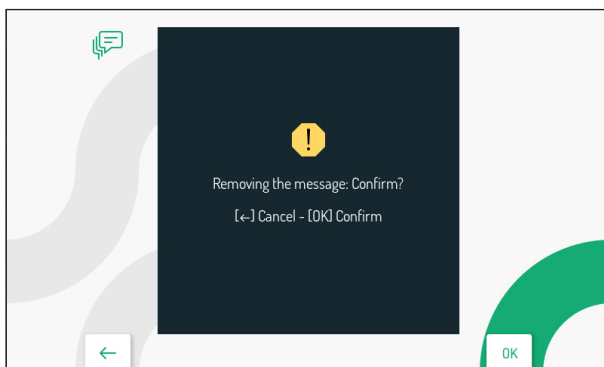 !
Removing the message: Confirm?
[←] Cancel - [OK] Confirm
←
OK